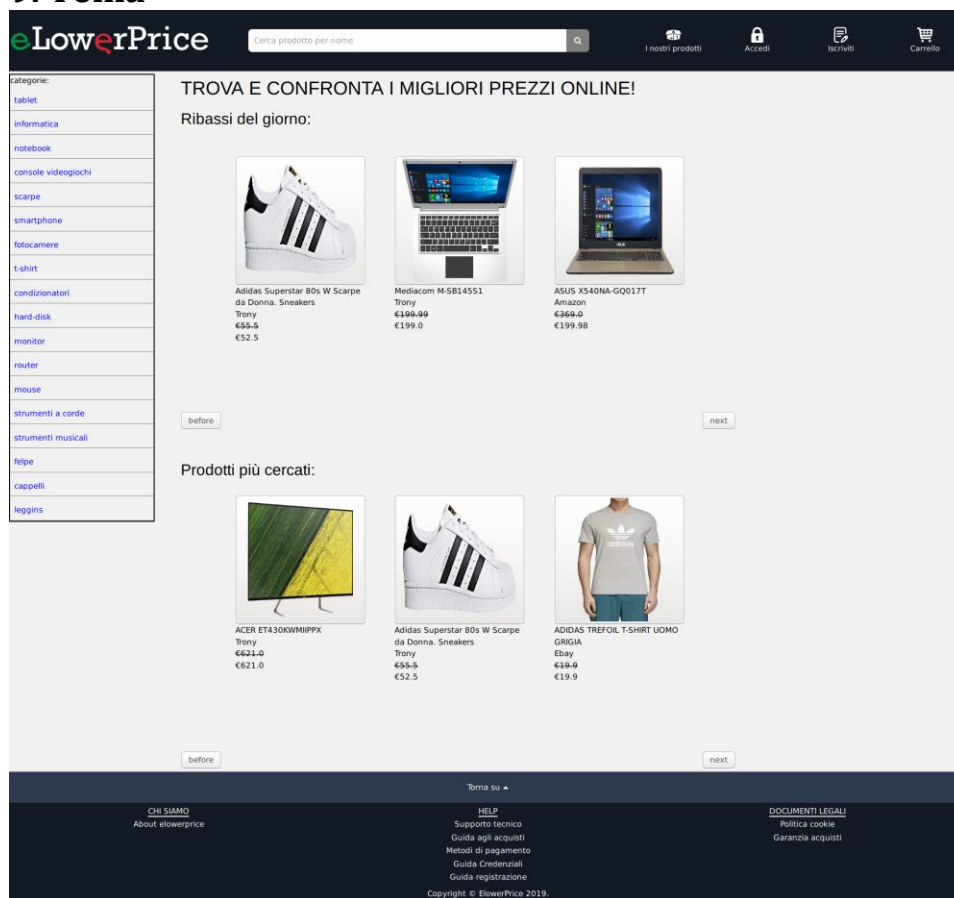 eLowerPrice
Cerca prodotto per nome
I nostri prodotti
Accedi
Iscriviti
Carrello
categorie:
tablet
informatica
notebook
console videogiochi
scarpe
smartphone
fotocamere
t-shirt
condizionatori
hard-disk
monitor
router
mouse
strumenti a corde
strumenti musicali
felpe
cappelli
leggins
TROVA E CONFRONTA I MIGLIORI PREZZI ONLINE!
Ribassi del giorno:
Adidas Superstar 80s W Scarpe
da Donna. Sneakers
Trony
€55.5
€52.5
Mediacom M-SB145S1
Trony
€199.99
€199.0
ASUS X540NA-GQ017T
Amazon
€369.0
€199.98
before
next
Prodotti più cercati:
ACER ET430KWMIIPPX
Trony
€621.0
€621.0
Adidas Superstar 80s W Scarpe
da Donna. Sneakers
Trony
€55.5
€52.5
ADIDAS TREFOIL T-SHIRT UOMO
GRIGIA
Ebay
€19.9
€19.9
before
next
Torna su
CHI SIAMO
About elowerprice
HELP
Supporto tecnico
Guida agli acquisti
Metodi di pagamento
Guida Credenziali
Guida registrazione
DOCUMENTI LEGALI
Politica cookie
Garanzia acquisti
Copyright © ElowerPrice 2019.